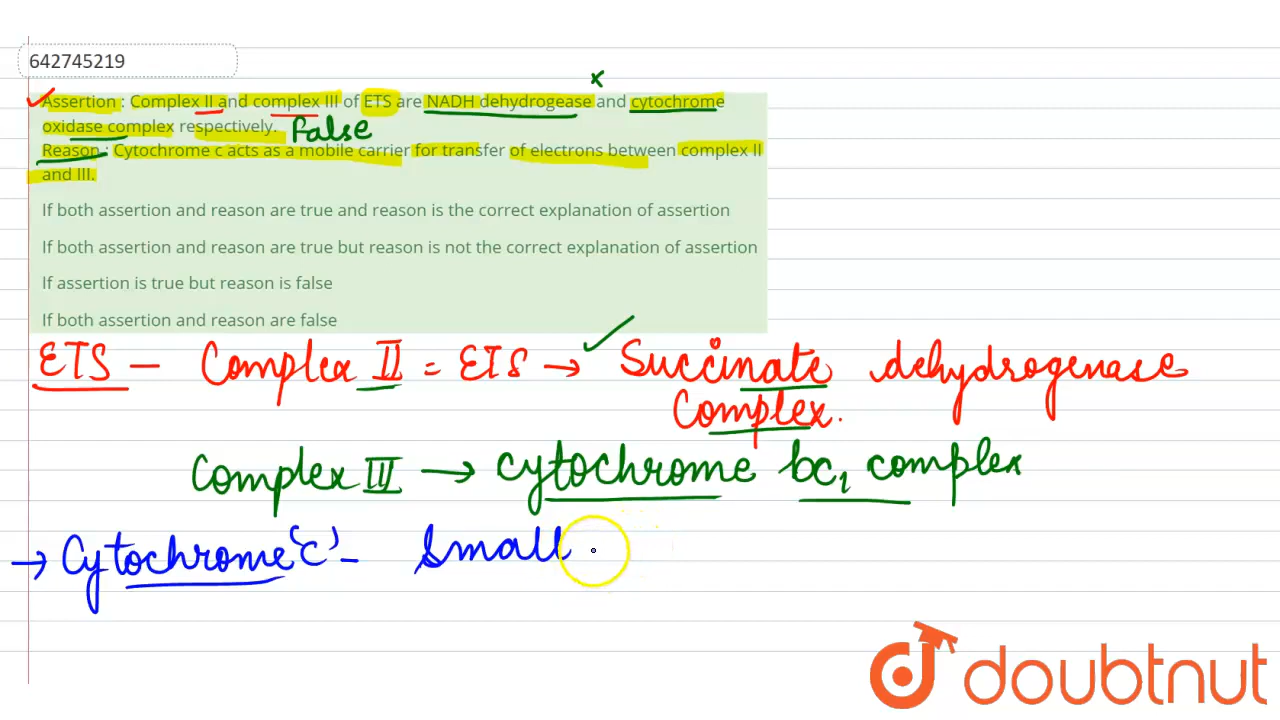 642745219
x
Assertion : Complex II and complex III of ETS are NADH dehydrogease and cytochrome
oxidase complex respectively. False
Reason : Cytochrome c acts as a mobile carrier for transfer of electrons between complex II
and III.
If both assertion and reason are true and reason is the correct explanation of assertion
If both assertion and reason are true but reason is not the correct explanation of assertion
If assertion is true but reason is false
If both assertion and reason are false
ETS – Complex II = ETS → Succinate dehydrogenase
Complex.
Complex III → Cytochrome bc1 complex
→ Cytochrome 'C' – Small
doubtnut